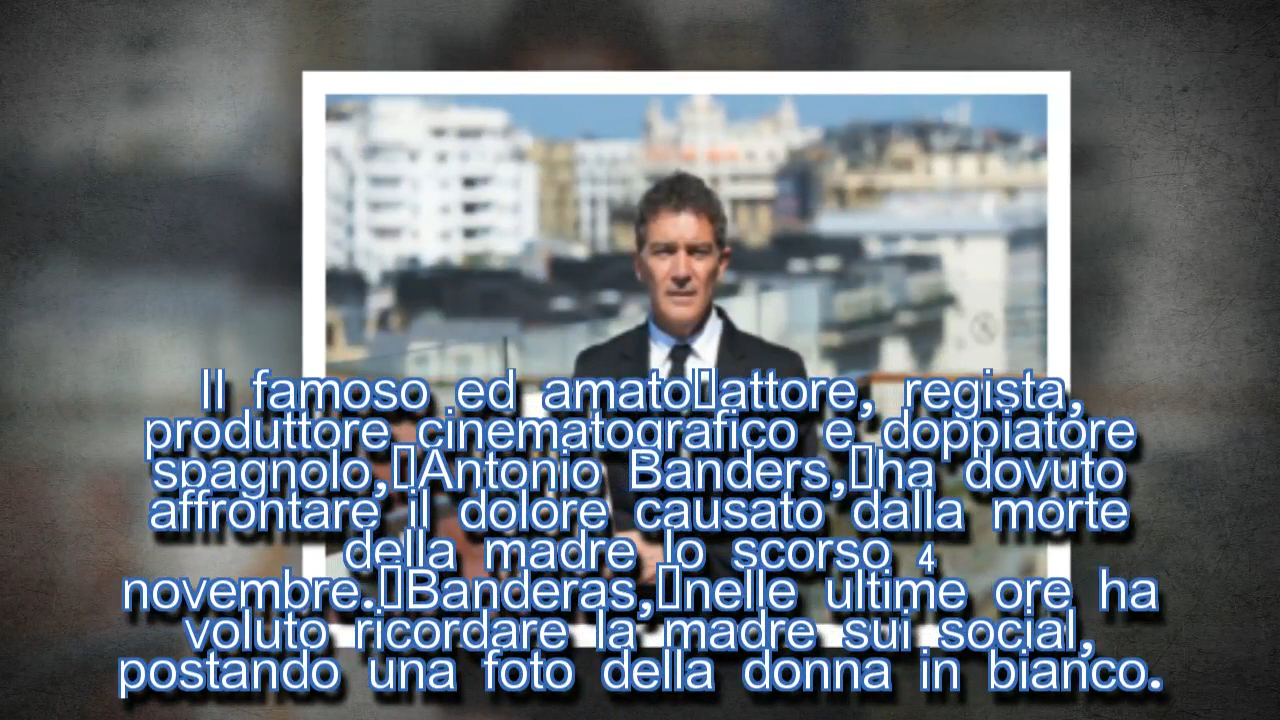 Il famoso ed amato▯attore, regista,
produttore cinematografico e doppiatore
spagnolo,▯Antonio Banders,▯ha dovuto
affrontare il dolore causato dalla morte
della madre lo scorso 4
novembre.▯Banderas,▯nelle ultime ore ha
voluto ricordare la madre sui social,
postando una foto della donna in bianco.